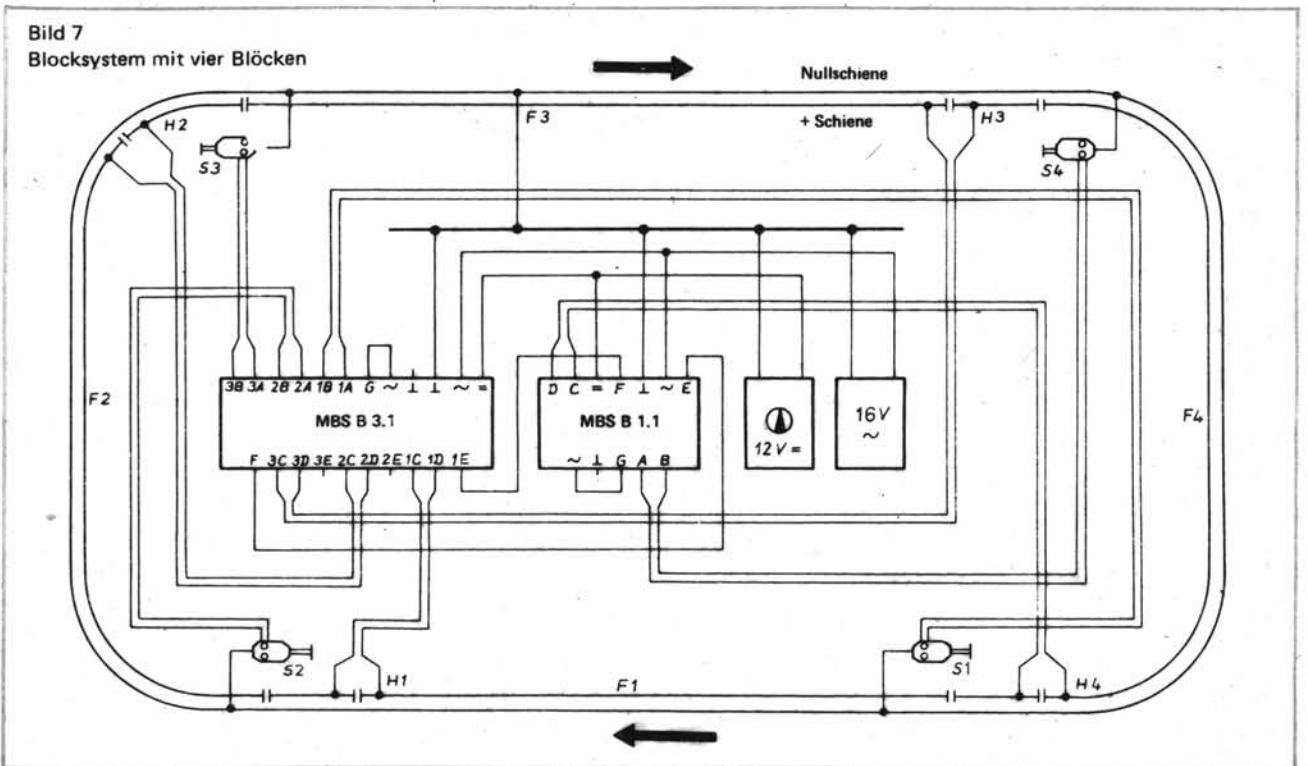 Bild 7
Blocksystem mit vier Blöcken
Nullschiene
F3
+ Schiene
H2
H3
S3
S4
3B 3A 2B 2A 1B 1A G ~ ⊥ ⊥ ~ =
D C = F ⊥ ~ E
MBS B 3.1
MBS B 1.1
12V=
16V
~
F2
F4
F 3C 3D 3E 2C 2D 2E 1C 1D 1E
~ ⊥ G A B
S2
S1
H1
F1
H4